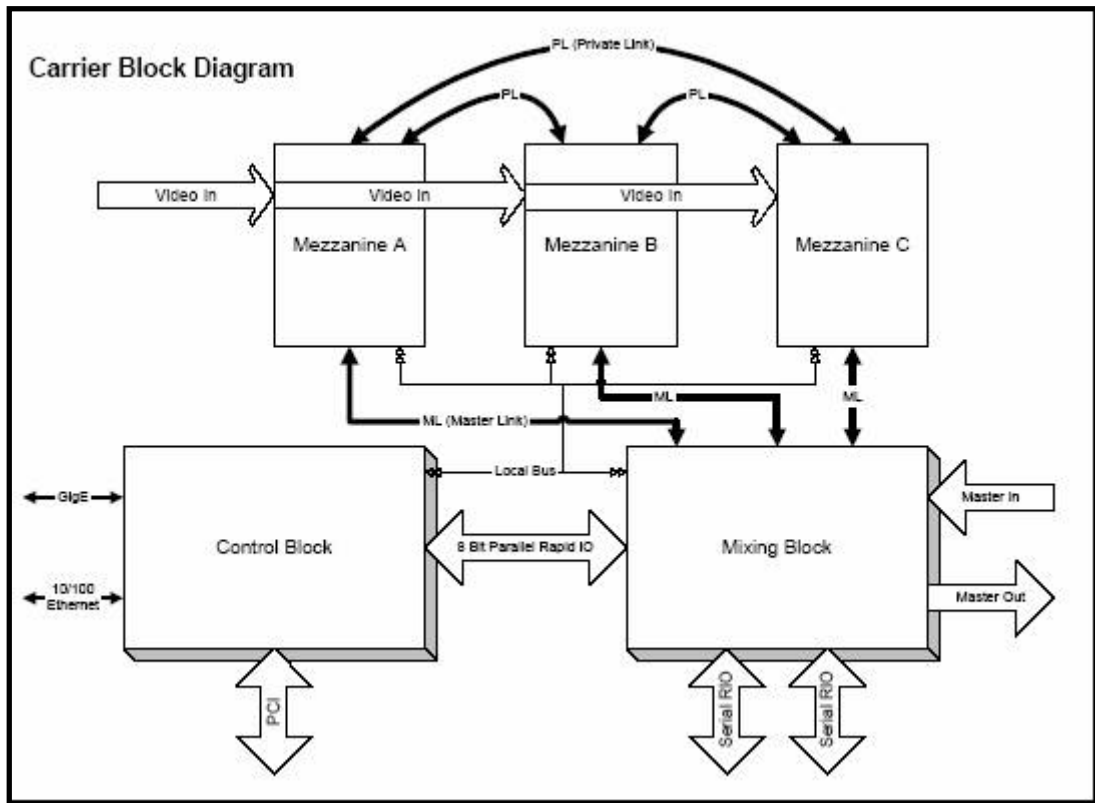 Carrier Block Diagram
PL (Private Link)
PL
PL
Video In
Video In
Video In
Mezzanine A
Mezzanine B
Mezzanine C
ML
ML
ML (Master Link)
Local Bus
GigE
Control Block
8 Bit Parallel Rapid IO
Mixing Block
Master In
10/100
Ethernet
Master Out
PCI
Serial RIO
Serial RIO